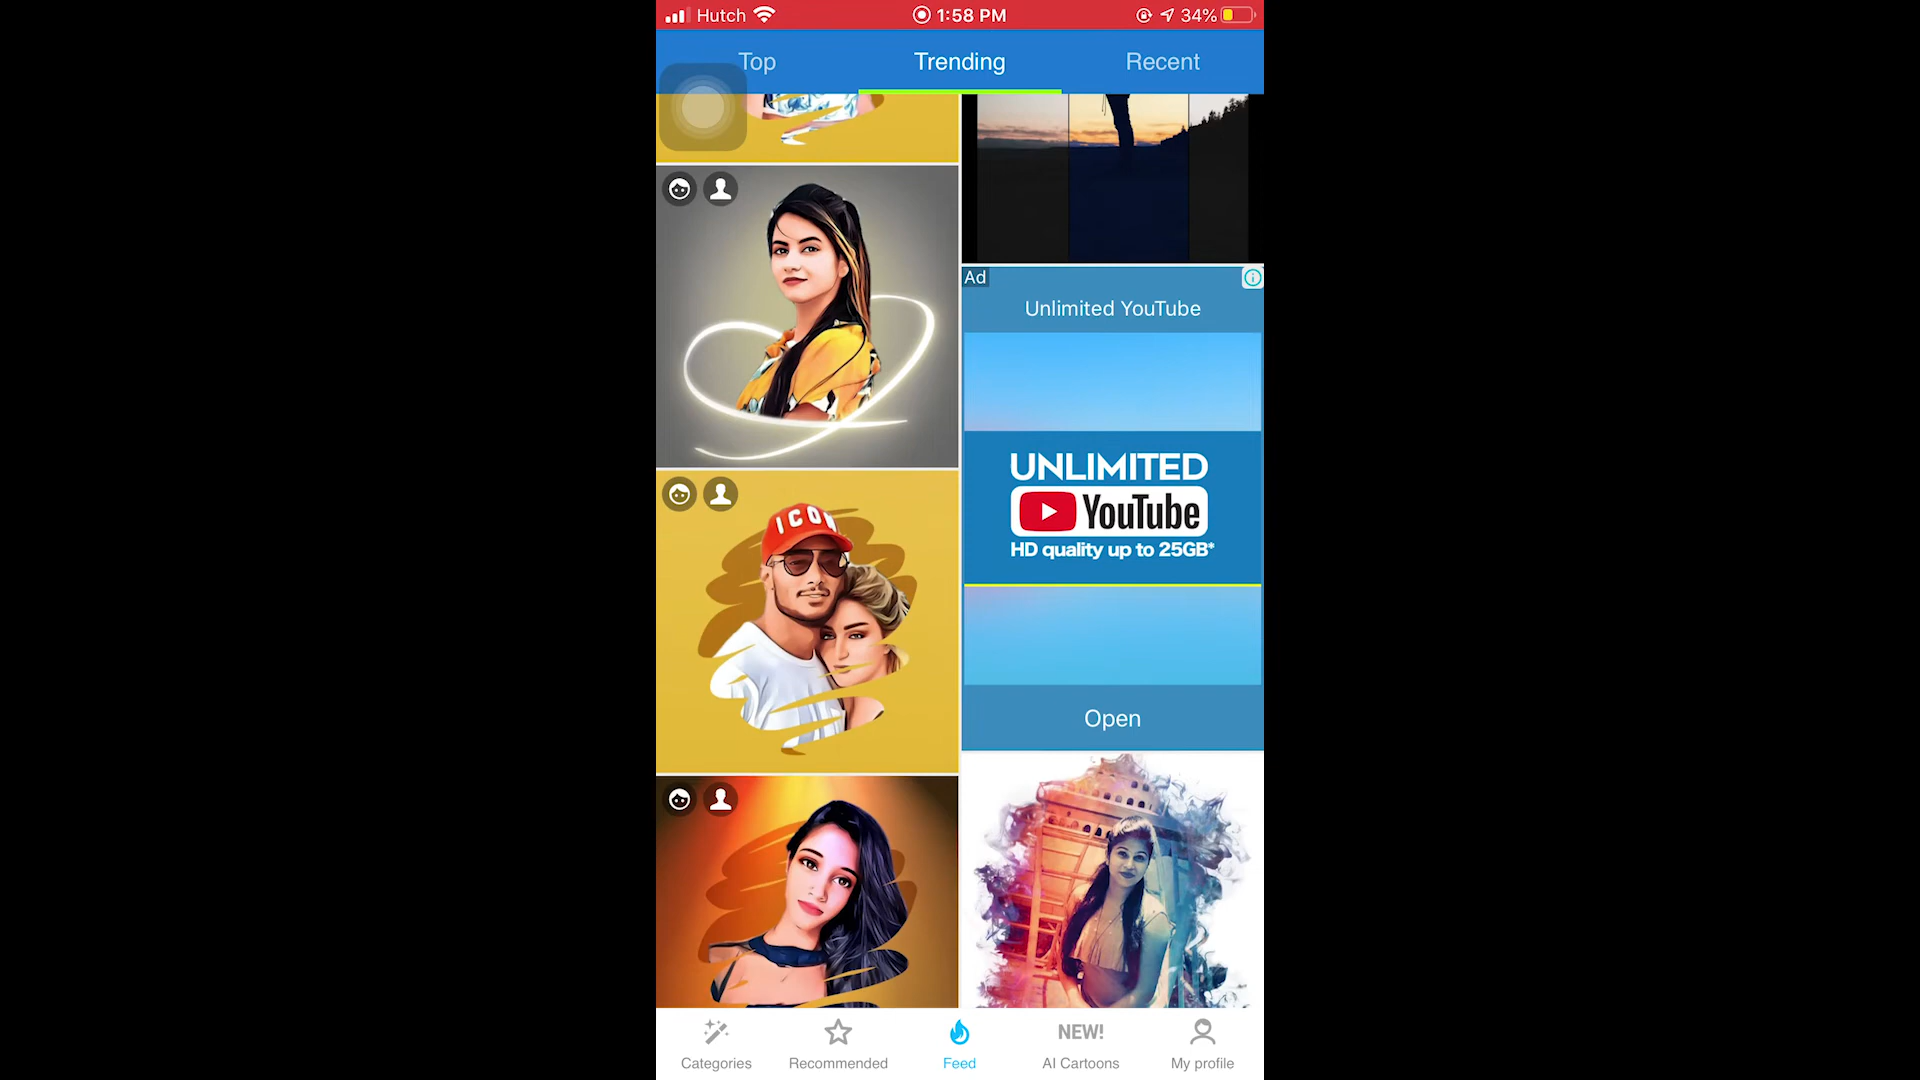 Hutch
1:58 PM
34%
Top
Trending
Recent
Ad
Unlimited YouTube
UNLIMITED
YouTube
HD quality up to 25GB*
Open
ICON
Categories
Recommended
Feed
NEW!
AI Cartoons
My profile